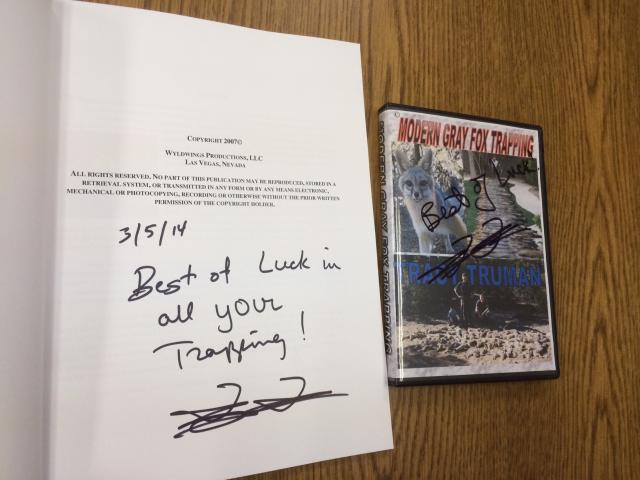 COPYRIGHT 2007©
WYLDWINGS PRODUCTIONS, LLC
LAS VEGAS, NEVADA
ALL RIGHTS RESERVED. NO PART OF THIS PUBLICATION MAY BE REPRODUCED, STORED IN A
RETRIEVAL SYSTEM, OR TRANSMITTED IN ANY FORM OR BY ANY MEANS ELECTRONIC,
MECHANICAL OR PHOTOCOPYING, RECORDING OR OTHERWISE WITHOUT THE PRIOR WRITTEN
PERMISSION OF THE COPYRIGHT HOLDER.
3/5/14
Best of Luck in
all your
Trapping!
MODERN GRAY FOX TRAPPING
©
MODERN GRAY FOX TRAPPING
Best of Luck
TRACY TRUMAN